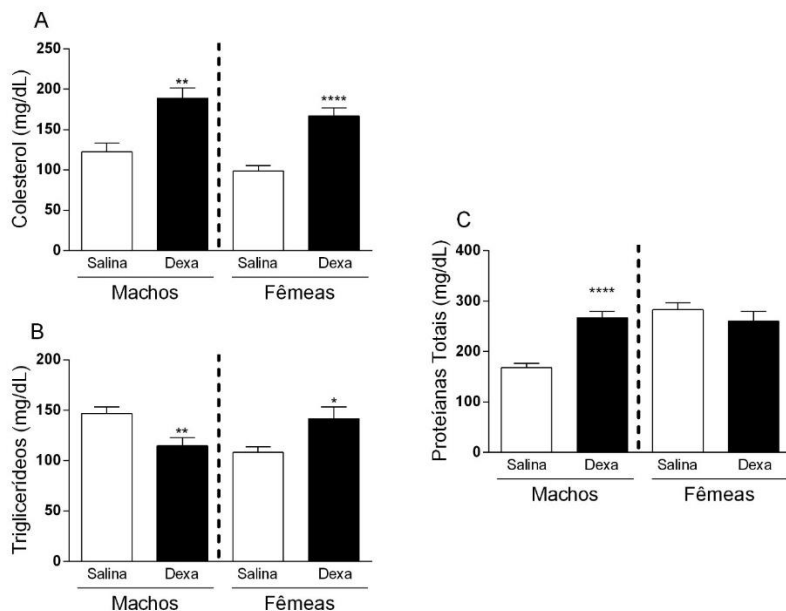 A
Colesterol (mg/dL)
250
200
150
100
50
0
** ****
Salina Dexa Salina Dexa
Machos Fêmeas
B
Triglicerídeos (mg/dL)
200
150
100
50
0
** *
Salina Dexa Salina Dexa
Machos Fêmeas
C
Proteíanas Totais (mg/dL)
400
300
200
100
0
****
Salina Dexa Salina Dexa
Machos Fêmeas